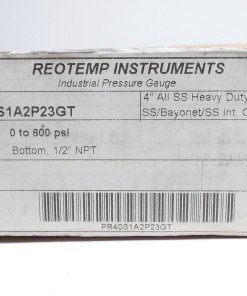 REOTEMP INSTRUMENTS
Industrial Pressure Gauge
S1A2P23GT
4" All SS Heavy Duty
0 to 600 psi
SS/Bayonet/SS Int,
Bottom, 1/2" NPT
PR40S1A2P23GT